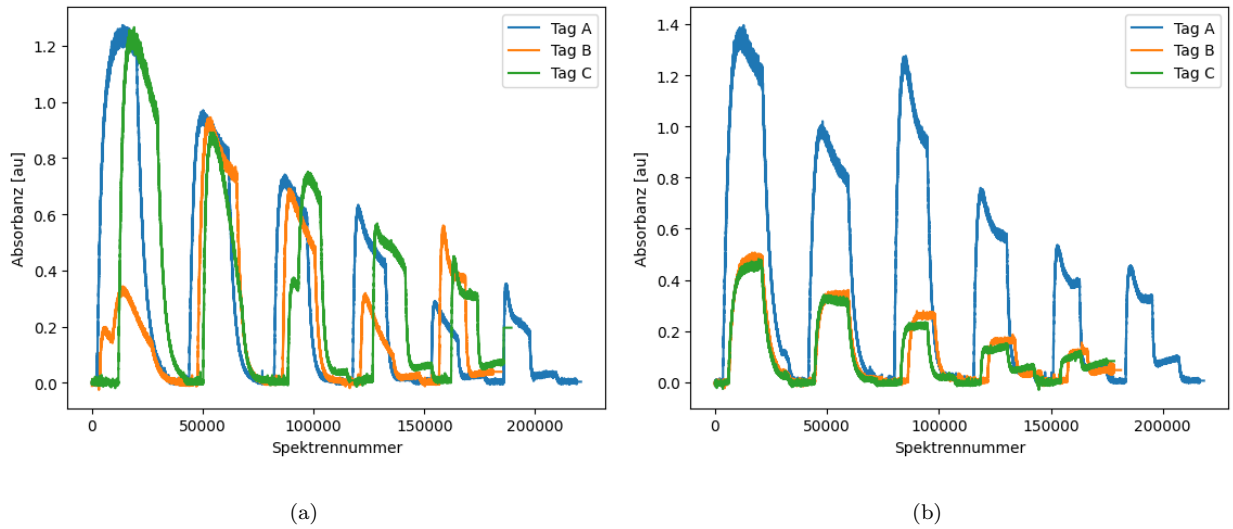 Tag A
Tag B
Tag C
1.2
1.0
0.8
0.6
0.4
0.2
0.0
Absorbanz [au]
0 50000 100000 150000 200000
Spektrennummer
(a)
Tag A
Tag B
Tag C
1.4
1.2
1.0
0.8
0.6
0.4
0.2
0.0
Absorbanz [au]
0 50000 100000 150000 200000
Spektrennummer
(b)